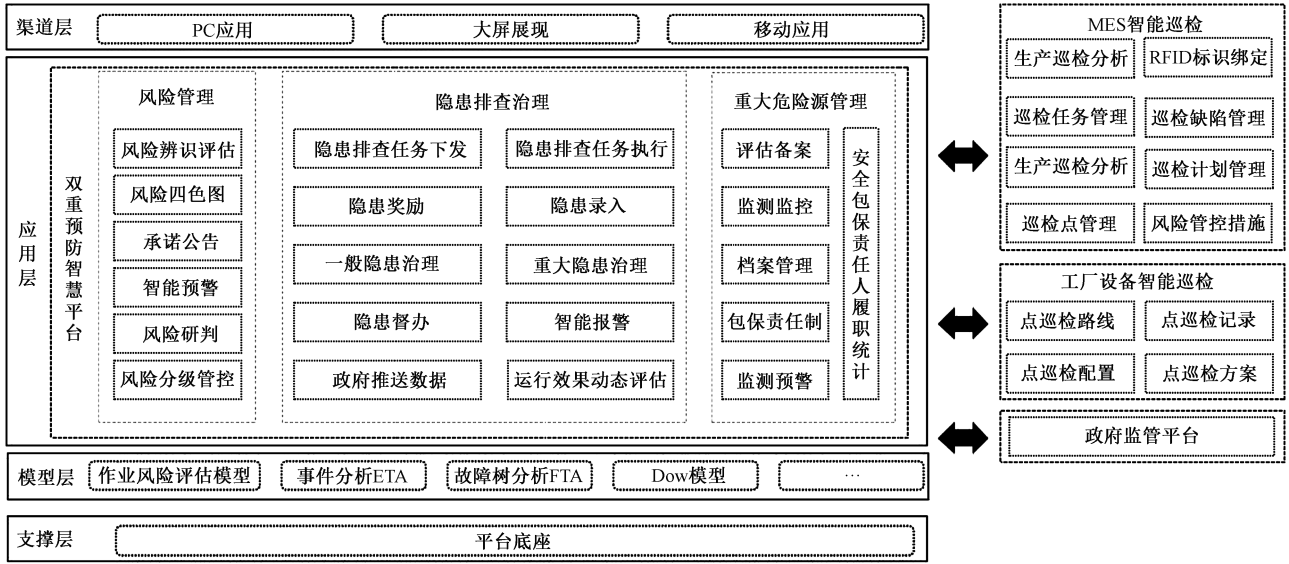 渠道层
PC应用
大屏展现
移动应用
应用层
双重预防智慧平台
风险管理
风险辨识评估
风险四色图
承诺公告
智能预警
风险研判
风险分级管控
隐患排查治理
隐患排查任务下发
隐患排查任务执行
隐患奖励
隐患录入
一般隐患治理
重大隐患治理
隐患督办
智能报警
政府推送数据
运行效果动态评估
重大危险源管理
评估备案
监测监控
档案管理
包保责任制
监测预警
安全包保责任人履职统计
模型层
作业风险评估模型
事件分析ETA
故障树分析FTA
Dow模型
…
支撑层
平台底座
MES智能巡检
生产巡检分析
RFID标识绑定
巡检任务管理
巡检缺陷管理
生产巡检分析
巡检计划管理
巡检点管理
风险管控措施
工厂设备智能巡检
点巡检路线
点巡检记录
点巡检配置
点巡检方案
政府监管平台